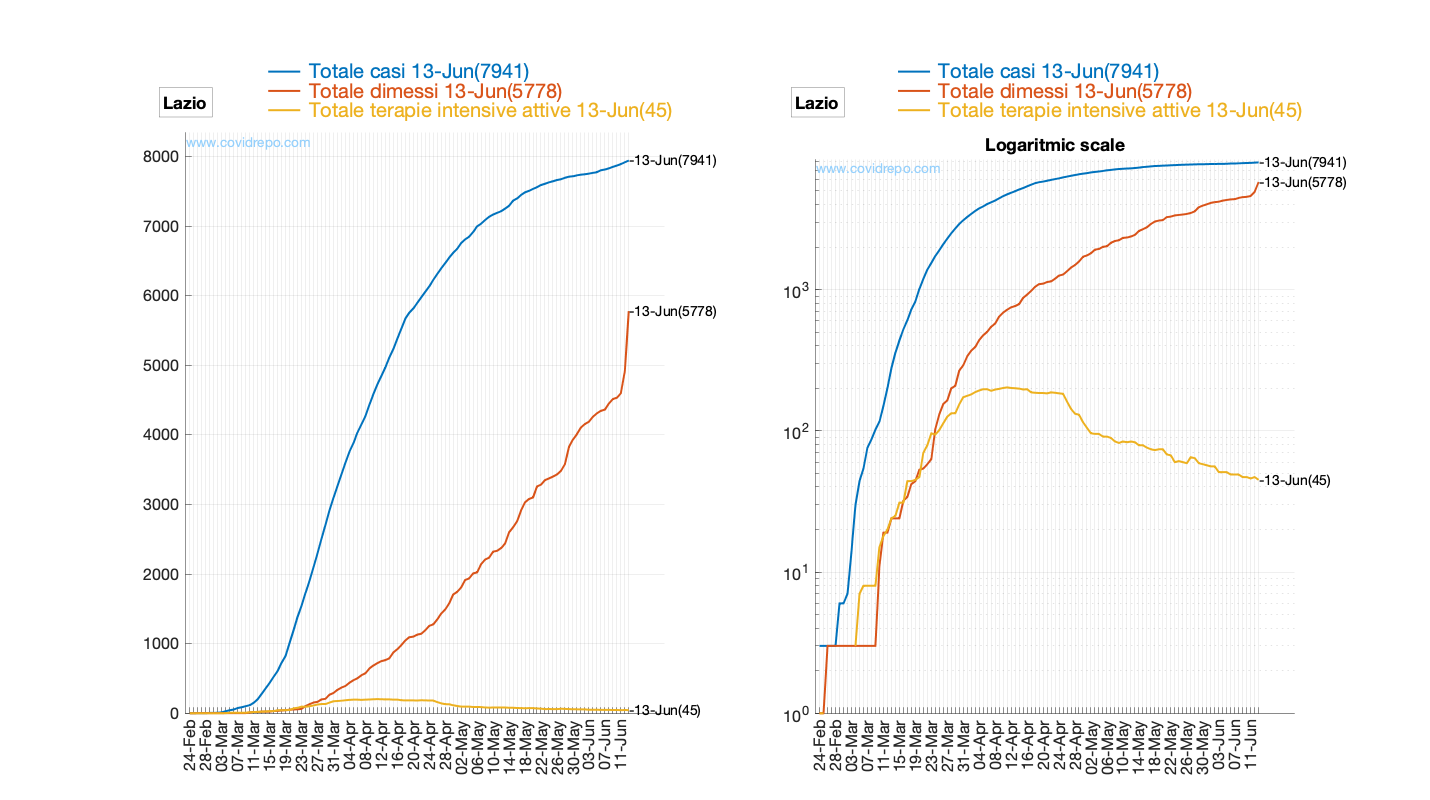 Totale casi 13-Jun(7941)
Totale dimessi 13-Jun(5778)
Totale terapie intensive attive 13-Jun(45)
Lazio
www.covidrepo.com
8000
7000
6000
5000
4000
3000
2000
1000
0
-13-Jun(7941)
-13-Jun(5778)
-13-Jun(45)
24-Feb
28-Feb
03-Mar
07-Mar
11-Mar
15-Mar
19-Mar
23-Mar
27-Mar
31-Mar
04-Apr
08-Apr
12-Apr
16-Apr
20-Apr
24-Apr
28-Apr
02-May
06-May
10-May
14-May
18-May
22-May
26-May
30-May
03-Jun
07-Jun
11-Jun
Totale casi 13-Jun(7941)
Totale dimessi 13-Jun(5778)
Totale terapie intensive attive 13-Jun(45)
Lazio
Logaritmic scale
www.covidrepo.com
10³
10²
10¹
10⁰
-13-Jun(7941)
-13-Jun(5778)
-13-Jun(45)
24-Feb
28-Feb
03-Mar
07-Mar
11-Mar
15-Mar
19-Mar
23-Mar
27-Mar
31-Mar
04-Apr
08-Apr
12-Apr
16-Apr
20-Apr
24-Apr
28-Apr
02-May
06-May
10-May
14-May
18-May
22-May
26-May
30-May
03-Jun
07-Jun
11-Jun